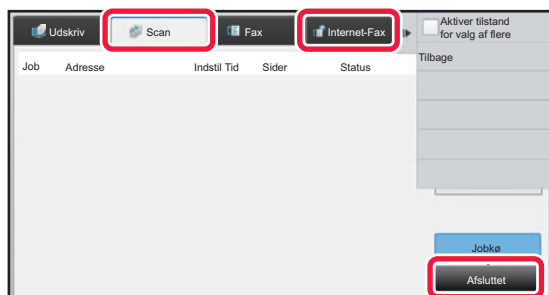 Udskriv Scan Fax Internet-Fax
Aktiver tilstand
for valg af flere
Job Adresse Indstil Tid Sider Status
Tilbage
Jobkø
Afsluttet